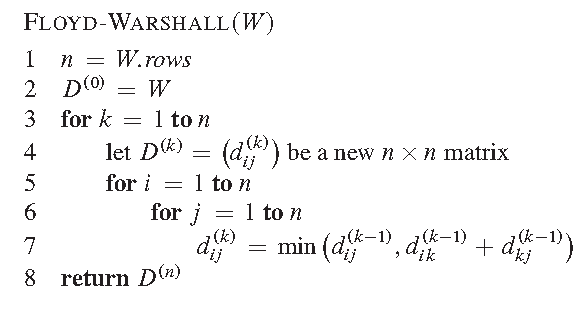 FLOYD-WARSHALL(W)
1 n = W.rows
2 D^(0) = W
3 for k = 1 to n
4 let D^(k) = (d_ij^(k)) be a new n × n matrix
5 for i = 1 to n
6 for j = 1 to n
7 d_ij^(k) = min (d_ij^(k−1), d_ik^(k−1) + d_kj^(k−1))
8 return D^(n)